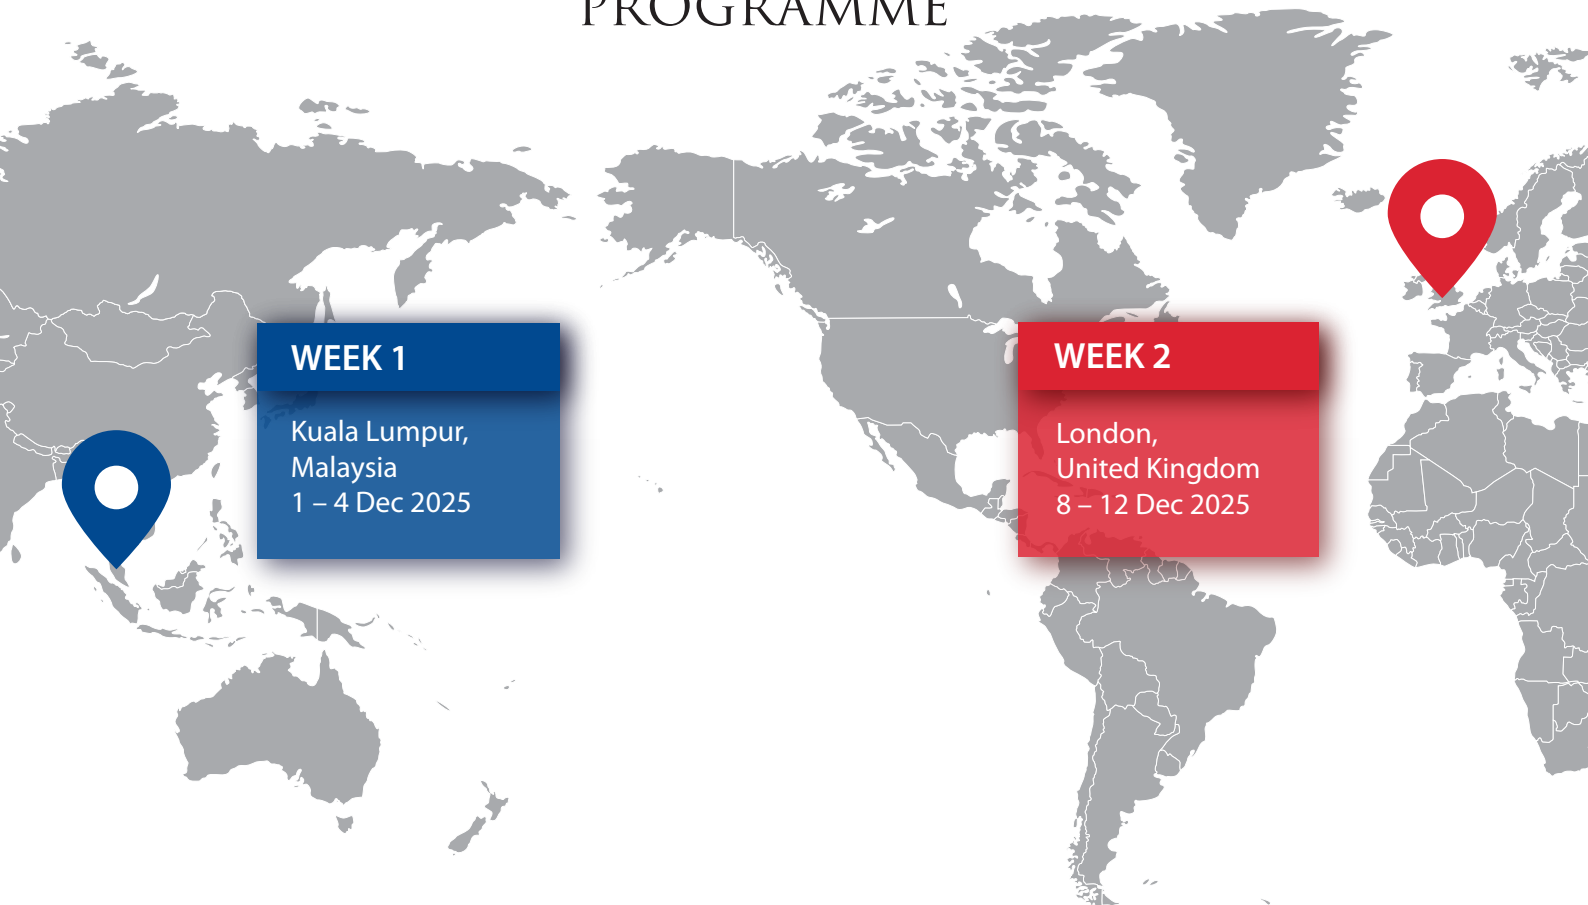 PROGRAMME
WEEK 1
Kuala Lumpur,
Malaysia
1 – 4 Dec 2025
WEEK 2
London,
United Kingdom
8 – 12 Dec 2025